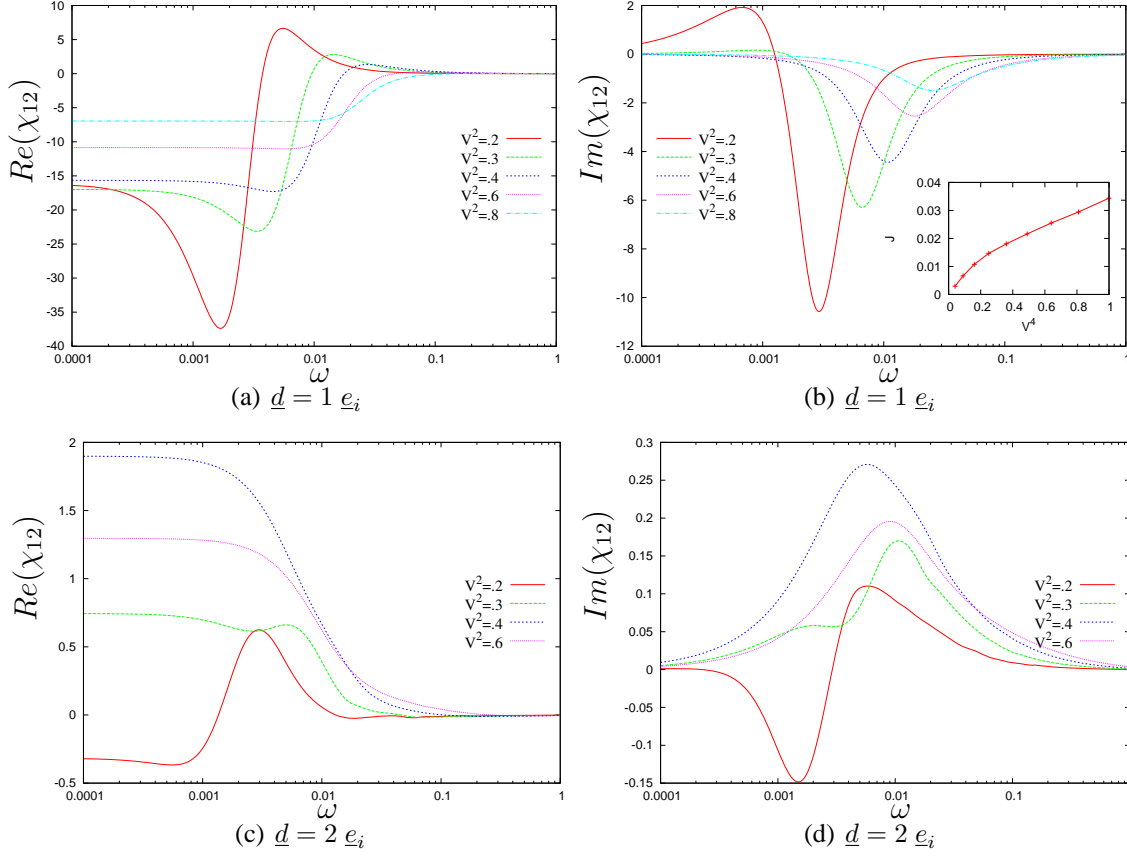 10
5
0
-5
-10
-15
-20
-25
-30
-35
-40
0.0001
0.001
0.01
0.1
1
Re(χ12)
ω
V²=.2
V²=.3
V²=.4
V²=.6
V²=.8
(a) d = 1 e_i
2
0
-2
-4
-6
-8
-10
-12
0.0001
0.001
0.01
0.1
1
Im(χ12)
ω
V²=.2
V²=.3
V²=.4
V²=.6
V²=.8
0.04
0.03
0.02
0.01
0
0
0.2
0.4
0.6
0.8
1
J
V⁴
(b) d = 1 e_i
2
1.5
1
0.5
0
-0.5
0.0001
0.001
0.01
0.1
1
Re(χ12)
ω
V²=.2
V²=.3
V²=.4
V²=.6
(c) d = 2 e_i
0.3
0.25
0.2
0.15
0.1
0.05
0
-0.05
-0.1
-0.15
0.0001
0.001
0.01
0.1
1
Im(χ12)
ω
V²=.2
V²=.3
V²=.4
V²=.6
(d) d = 2 e_i